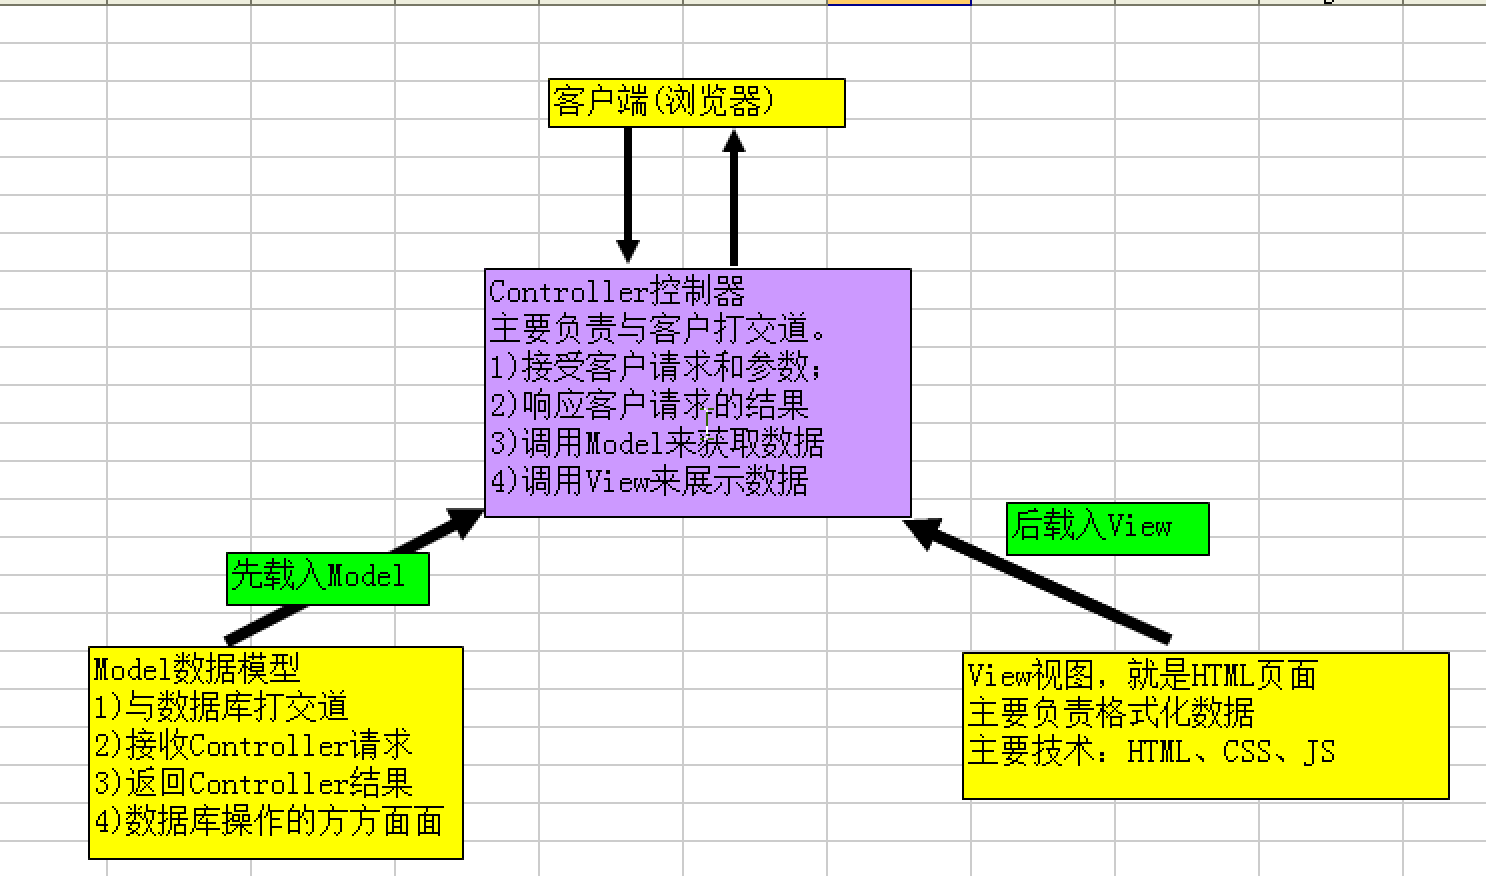 客户端(浏览器)
Controller控制器
主要负责与客户打交道。
1)接受客户请求和参数;
2)响应客户请求的结果
3)调用Model来获取数据
4)调用View来展示数据
后载入View
先载入Model
Model数据模型
1)与数据库打交道
2)接收Controller请求
3)返回Controller结果
4)数据库操作的方方面面
View视图，就是HTML页面
主要负责格式化数据
主要技术：HTML、CSS、JS